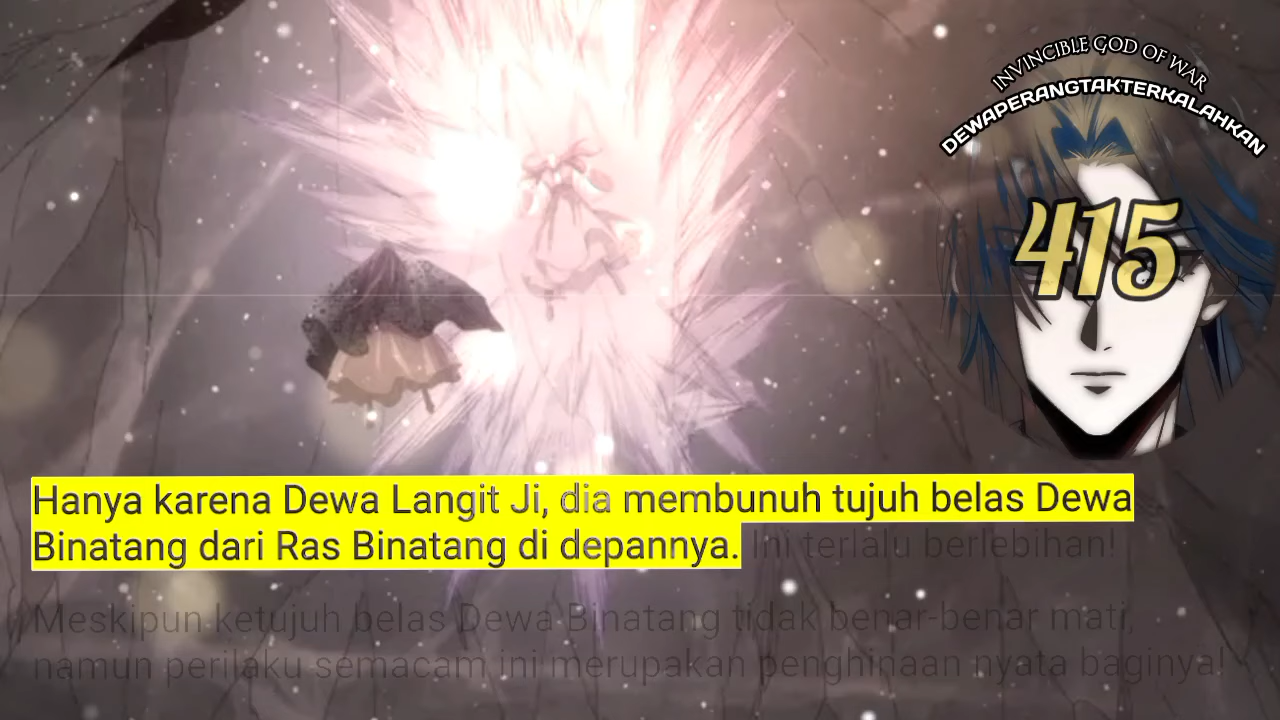 INVINCIBLE GOD OF WAR
DEWAPERANGTAKTERKALAHKAN
415
Hanya karena Dewa Langit Ji, dia membunuh tujuh belas Dewa
Binatang dari Ras Binatang di depannya. Ini terlalu berlebihan!
Meskipun ketujuh belas Dewa Binatang tidak benar-benar mati,
namun perilaku semacam ini merupakan penghinaan nyata baginya!